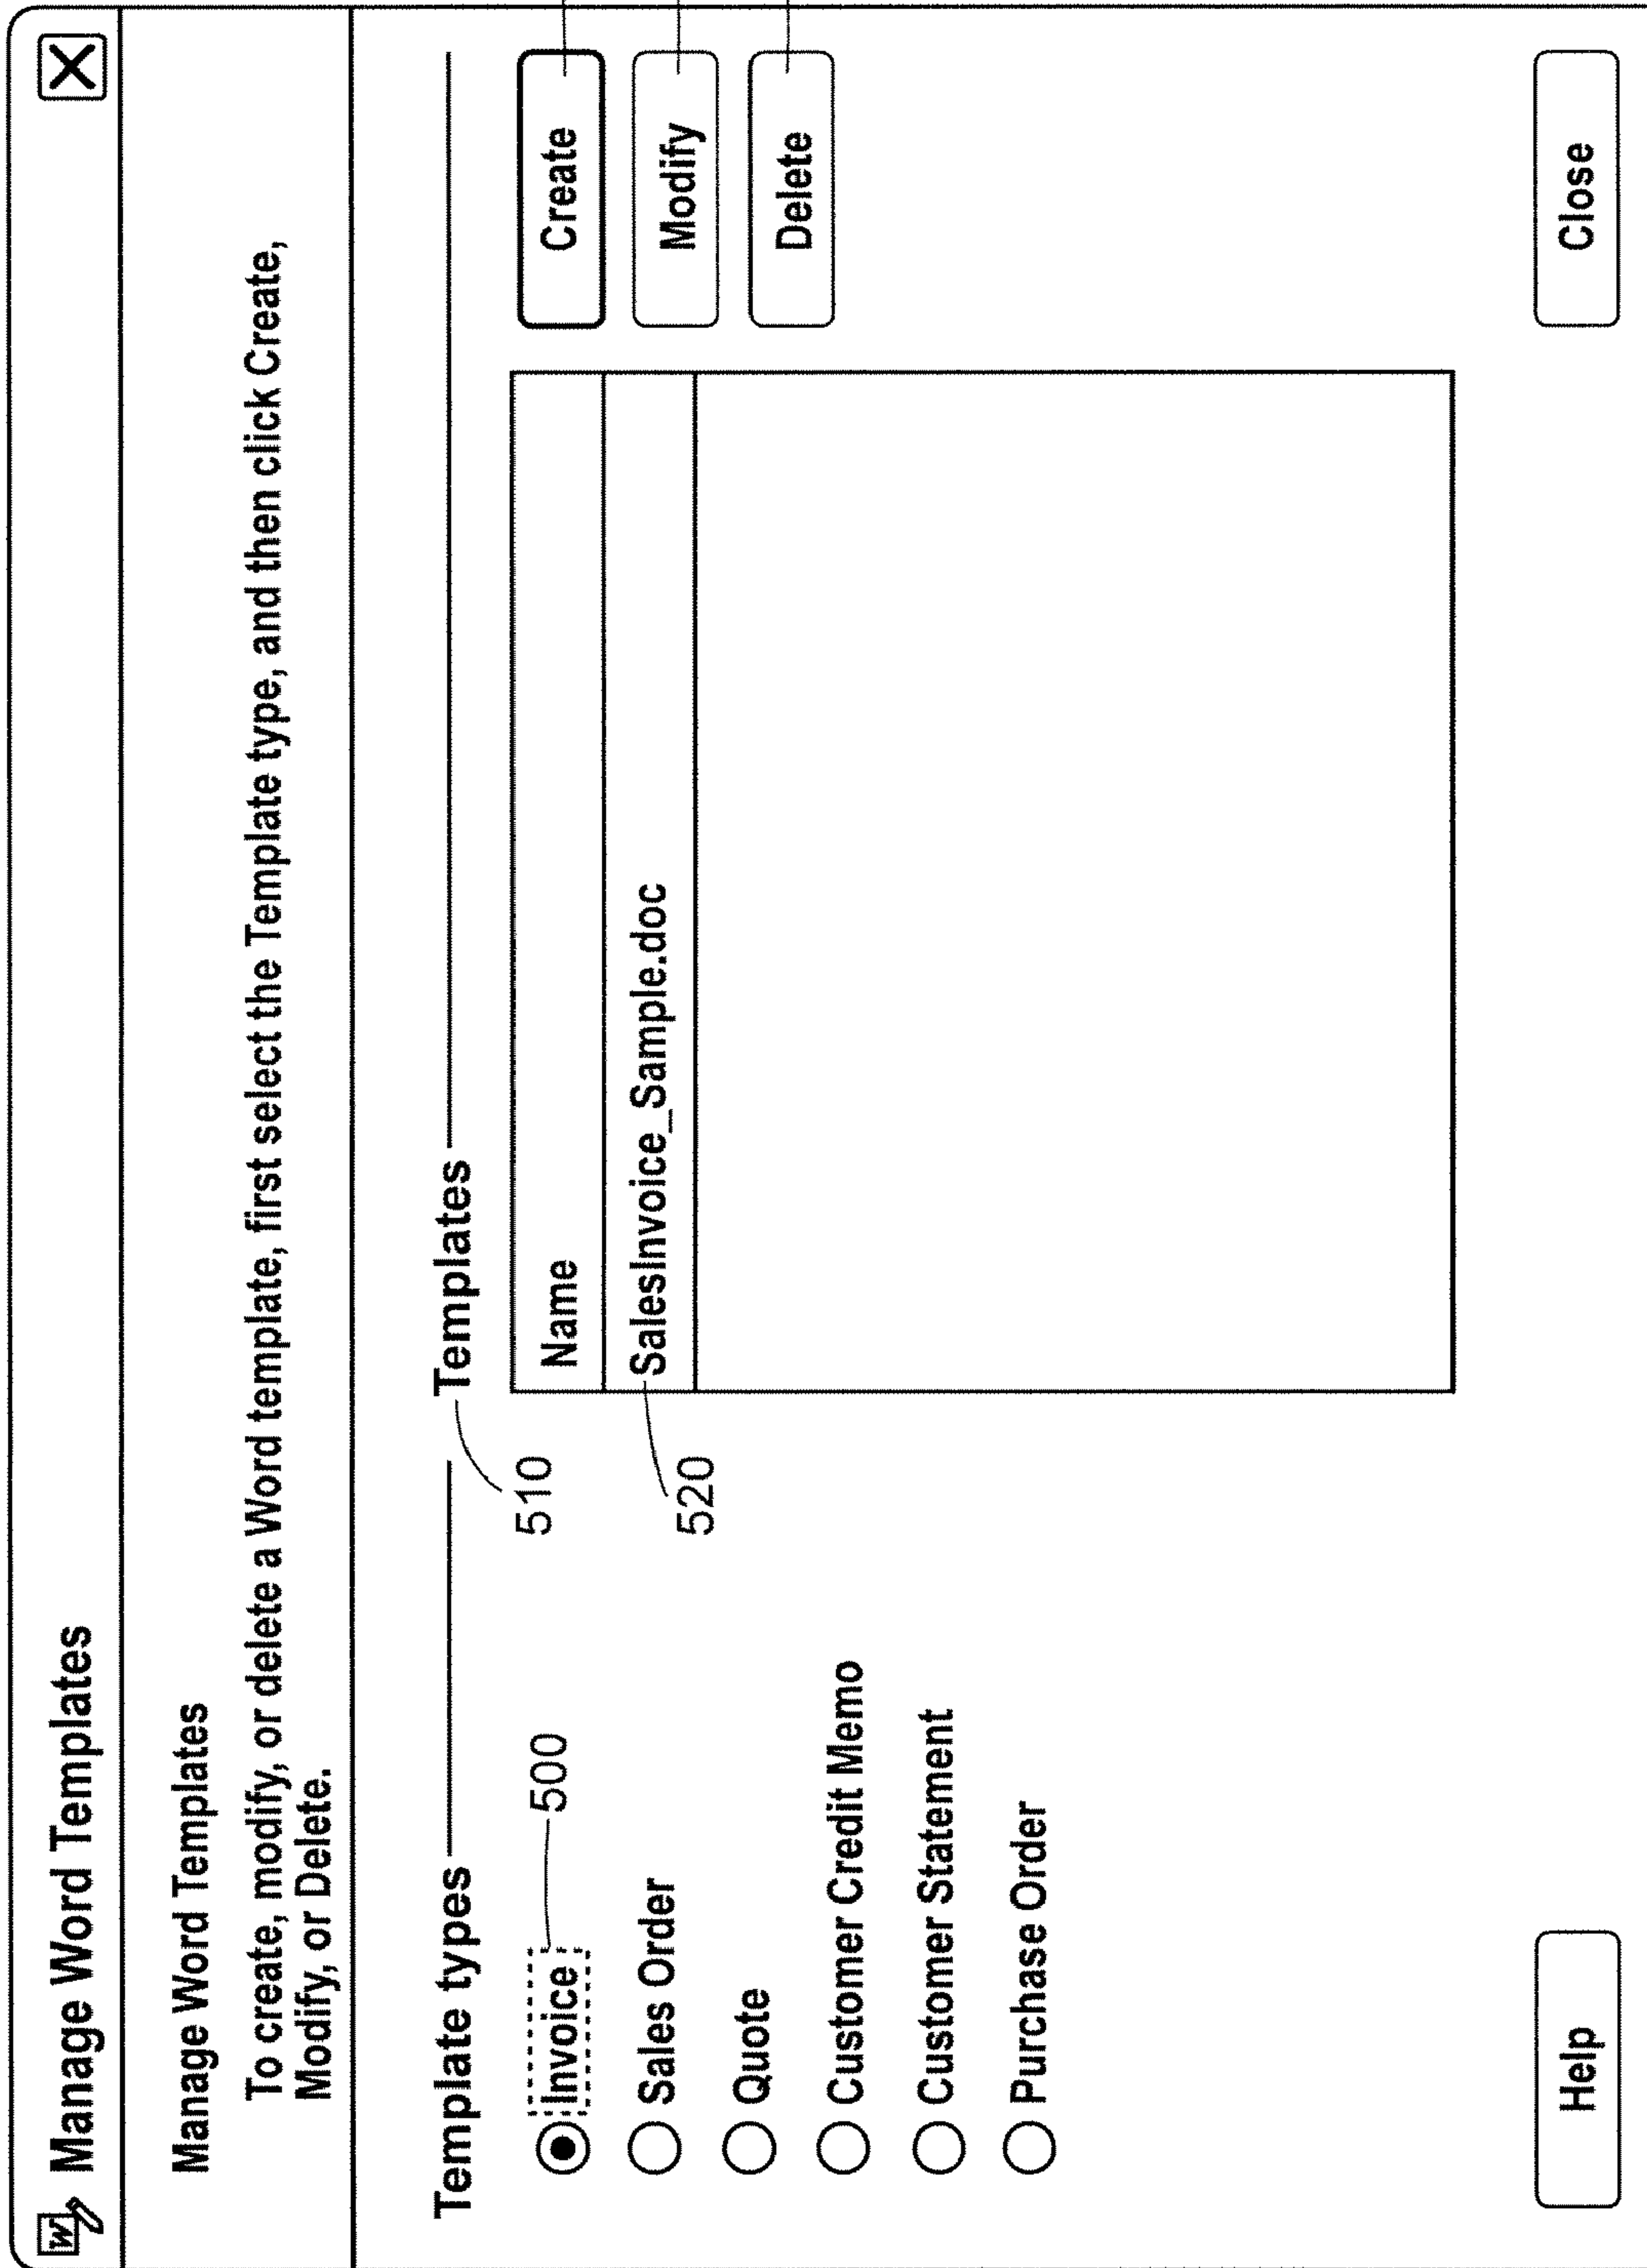 W Manage Word Templates X
Manage Word Templates
To create, modify, or delete a Word template, first select the Template type, and then click Create,
Modify, or Delete.
Template types
Invoice
500
Sales Order
Quote
Customer Credit Memo
Customer Statement
Purchase Order
Templates
510
Name
520
SalesInvoice_Sample.doc
Create
Modify
Delete
Help
Close